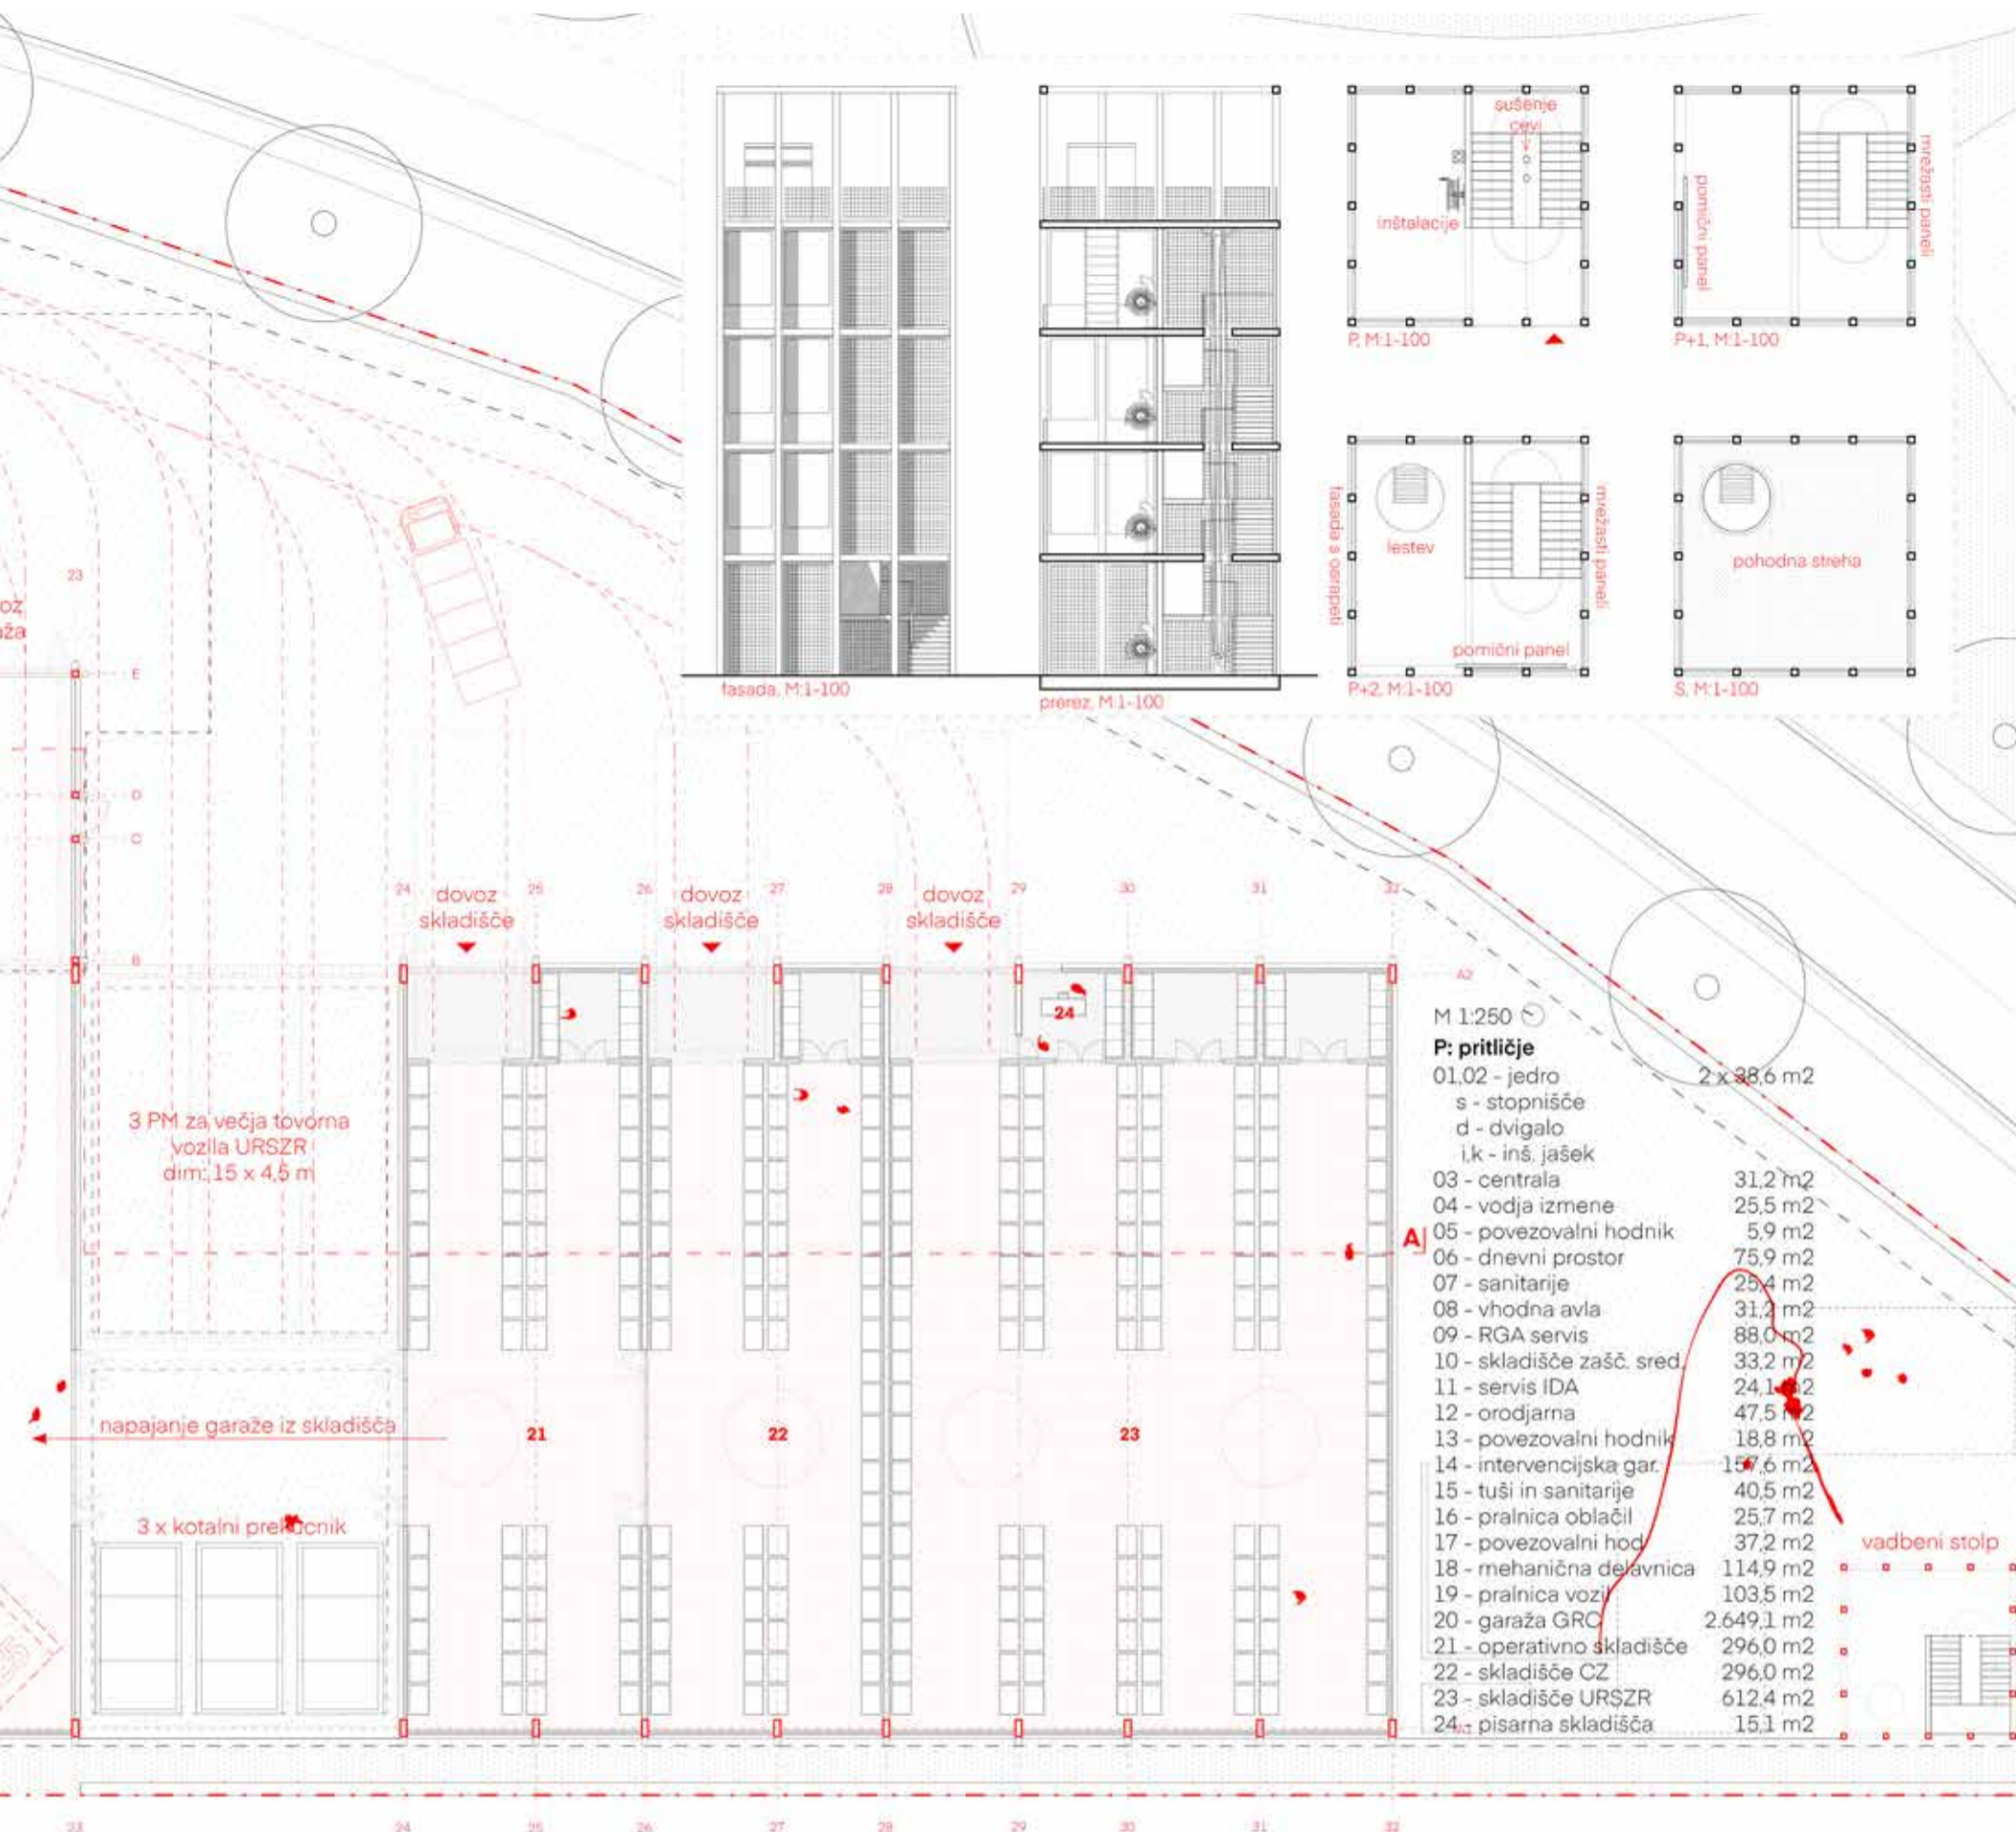 sušenje
cevi
inštalacije
P, M:1-100
pomični panel
mrežasti paneli
P+1, M:1-100
fasada, M:1-100
prerez, M:1-100
fasada s
lestev
mrežasti paneli
pomični panel
P+2, M:1-100
pohodna streha
S, M:1-100
23
oz
aža
E
D
C
B
24
25
26
27
28
29
30
31
32
dovoz
skladišče
dovoz
skladišče
dovoz
skladišče
A2
24
3 PM za večja tovorna
vozila URSZR
dim: 15 x 4,5 m
A
napajanje garaže iz skladišča
21
22
23
3 x kotalni prekucnik
25
M 1:250
P: pritličje
01,02 - jedro 2 x 38,6 m2
s - stopnišče
d - dvigalo
i,k - inš. jašek
03 - centrala 31,2 m2
04 - vodja izmene 25,5 m2
05 - povezovalni hodnik 5,9 m2
06 - dnevni prostor 75,9 m2
07 - sanitarije 25,4 m2
08 - vhodna avla 31,2 m2
09 - RGA servis 88,0 m2
10 - skladišče zašč. sred. 33,2 m2
11 - servis IDA 24,1 m2
12 - orodjarna 47,5 m2
13 - povezovalni hodnik 18,8 m2
14 - intervencijska gar. 157,6 m2
15 - tuši in sanitarije 40,5 m2
16 - pralnica oblačil 25,7 m2
17 - povezovalni hod. 37,2 m2
18 - mehanična delavnica 114,9 m2
19 - pralnica vozil 103,5 m2
20 - garaža GRC 2.649,1 m2
21 - operativno skladišče 296,0 m2
22 - skladišče CZ 296,0 m2
23 - skladišče URSZR 612,4 m2
24 - pisarna skladišča 15,1 m2
vadbeni stolp
23
24
25
26
27
28
29
30
31
32